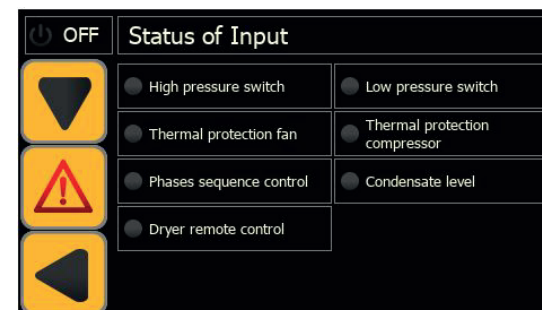 OFF
Status of Input
High pressure switch
Low pressure switch
Thermal protection fan
Thermal protection
compressor
Phases sequence control
Condensate level
Dryer remote control